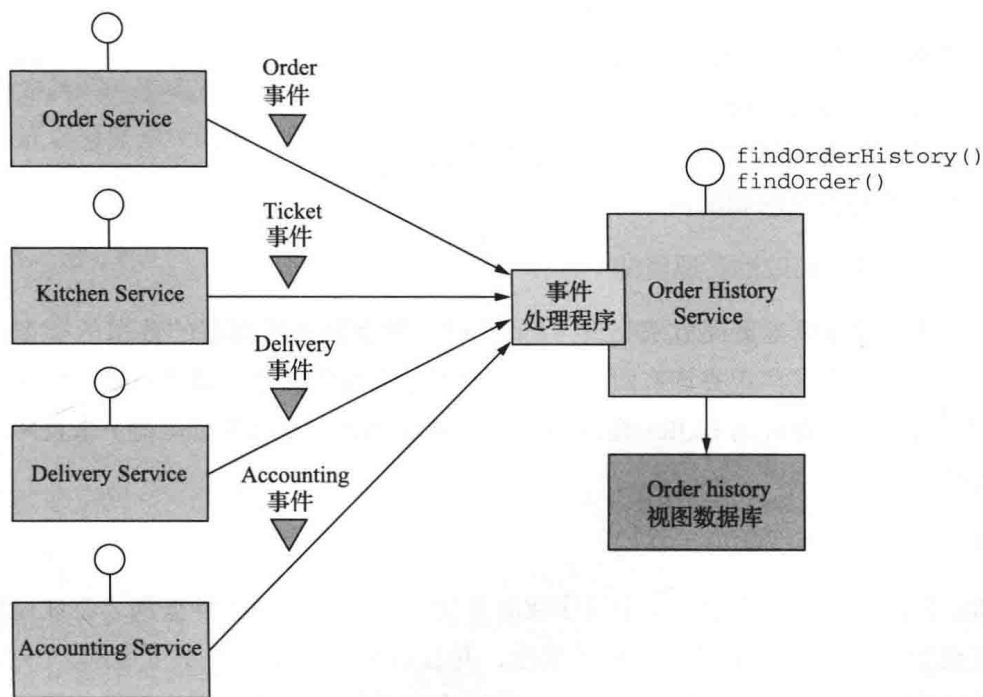 Order
事件
Order Service
findOrderHistory()
findOrder()
Ticket
事件
Kitchen Service
事件
处理程序
Order History
Service
Delivery
事件
Delivery Service
Accounting
事件
Order history
视图数据库
Accounting Service